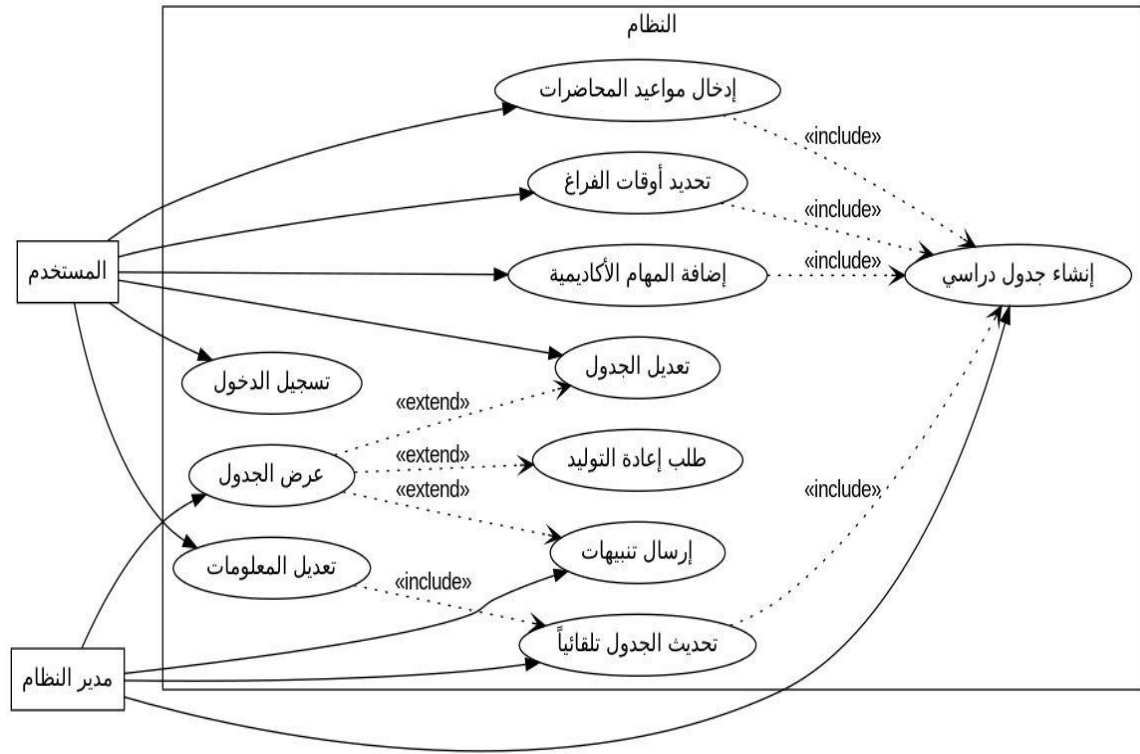 النظام
إدخال مواعيد المحاضرات
«include»
تحديد أوقات الفراغ
«include»
المستخدم
إضافة المهام الأكاديمية
«include»
إنشاء جدول دراسي
تعديل الجدول
تسجيل الدخول
«extend»
عرض الجدول
«extend»
طلب إعادة التوليد
«extend»
«include»
إرسال تنبيهات
تعديل المعلومات
«include»
تحديث الجدول تلقائياً
مدير النظام